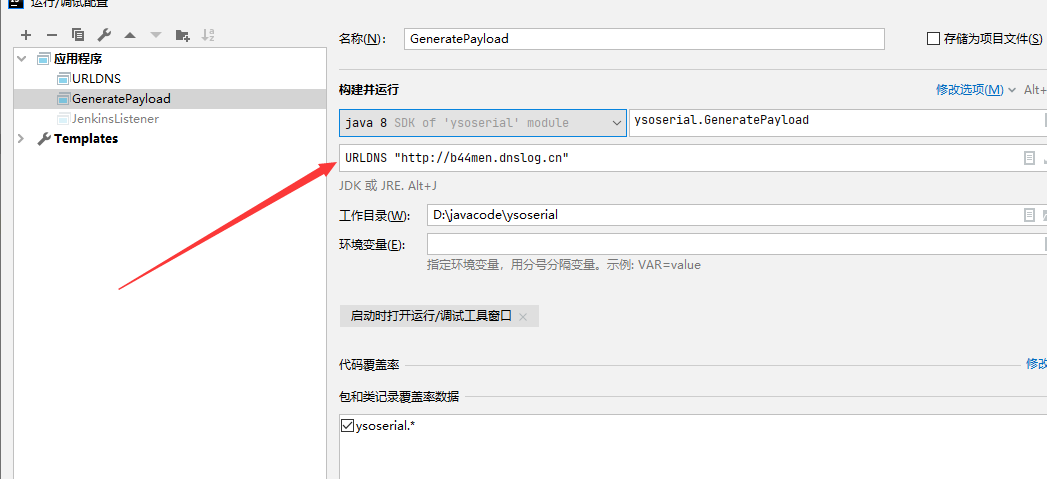 运行/调试配置
名称(N):
GeneratePayload
存储为项目文件(S)
应用程序
URLDNS
GeneratePayload
JenkinsListener
Templates
构建并运行
修改选项(M)
Alt+
java 8 SDK of 'ysoserial' module
ysoserial.GeneratePayload
URLDNS "http://b44men.dnslog.cn"
JDK 或 JRE. Alt+J
工作目录(W):
D:\javacode\ysoserial
环境变量(E):
指定环境变量，用分号分隔变量。示例: VAR=value
启动时打开运行/调试工具窗口
代码覆盖率
修改
包和类记录覆盖率数据
ysoserial.*